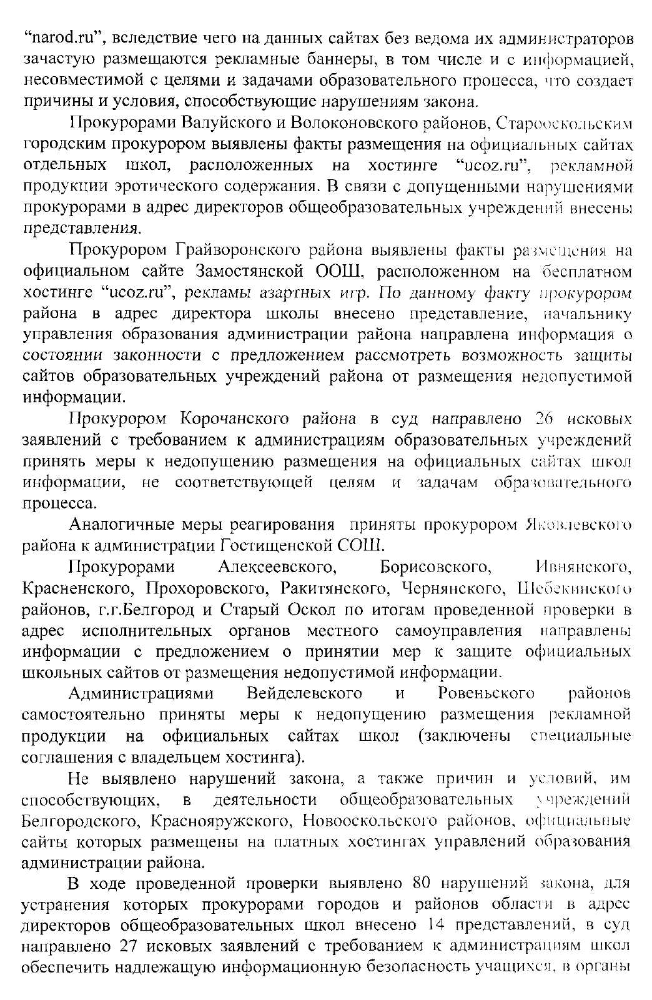 “narod.ru”, вследствие чего на данных сайтах без ведома их администраторов
зачастую размещаются рекламные баннеры, в том числе и с информацией,
несовместимой с целями и задачами образовательного процесса, что создает
причины и условия, способствующие нарушениям закона.
Прокурорами Валуйского и Волоконовского районов, Старооскольским
городским прокурором выявлены факты размещения на официальных сайтах
отдельных школ, расположенных на хостинге “ucoz.ru”, рекламной
продукции эротического содержания. В связи с допущенными нарушениями
прокурорами в адрес директоров общеобразовательных учреждений внесены
представления.
Прокурором Грайворонского района выявлены факты размещения на
официальном сайте Замостянской ООШ, расположенном на бесплатном
хостинге “ucoz.ru”, рекламы азартных игр. По данному факту прокурором
района в адрес директора школы внесено представление, начальнику
управления образования администрации района направлена информация о
состоянии законности с предложением рассмотреть возможность защиты
сайтов образовательных учреждений района от размещения недопустимой
информации.
Прокурором Корочанского района в суд направлено 26 исковых
заявлений с требованием к администрациям образовательных учреждений
принять меры к недопущению размещения на официальных сайтах школ
информации, не соответствующей целям и задачам образовательного
процесса.
Аналогичные меры реагирования приняты прокурором Яковлевского
района к администрации Гостищенской СОШ.
Прокурорами Алексеевского, Борисовского, Ивнянского,
Красненского, Прохоровского, Ракитянского, Чернянского, Шебекинского
районов, г.г.Белгород и Старый Оскол по итогам проведенной проверки в
адрес исполнительных органов местного самоуправления направлены
информации с предложением о принятии мер к защите официальных
школьных сайтов от размещения недопустимой информации.
Администрациями Вейделевского и Ровеньского районов
самостоятельно приняты меры к недопущению размещения рекламной
продукции на официальных сайтах школ (заключены специальные
соглашения с владельцем хостинга).
Не выявлено нарушений закона, а также причин и условий, им
способствующих, в деятельности общеобразовательных учреждений
Белгородского, Краснояружского, Новооскольского районов, официальные
сайты которых размещены на платных хостингах управлений образования
администрации района.
В ходе проведенной проверки выявлено 80 нарушений закона, для
устранения которых прокурорами городов и районов области в адрес
директоров общеобразовательных школ внесено 14 представлений, в суд
направлено 27 исковых заявлений с требованием к администрациям школ
обеспечить надлежащую информационную безопасность учащихся, в органы